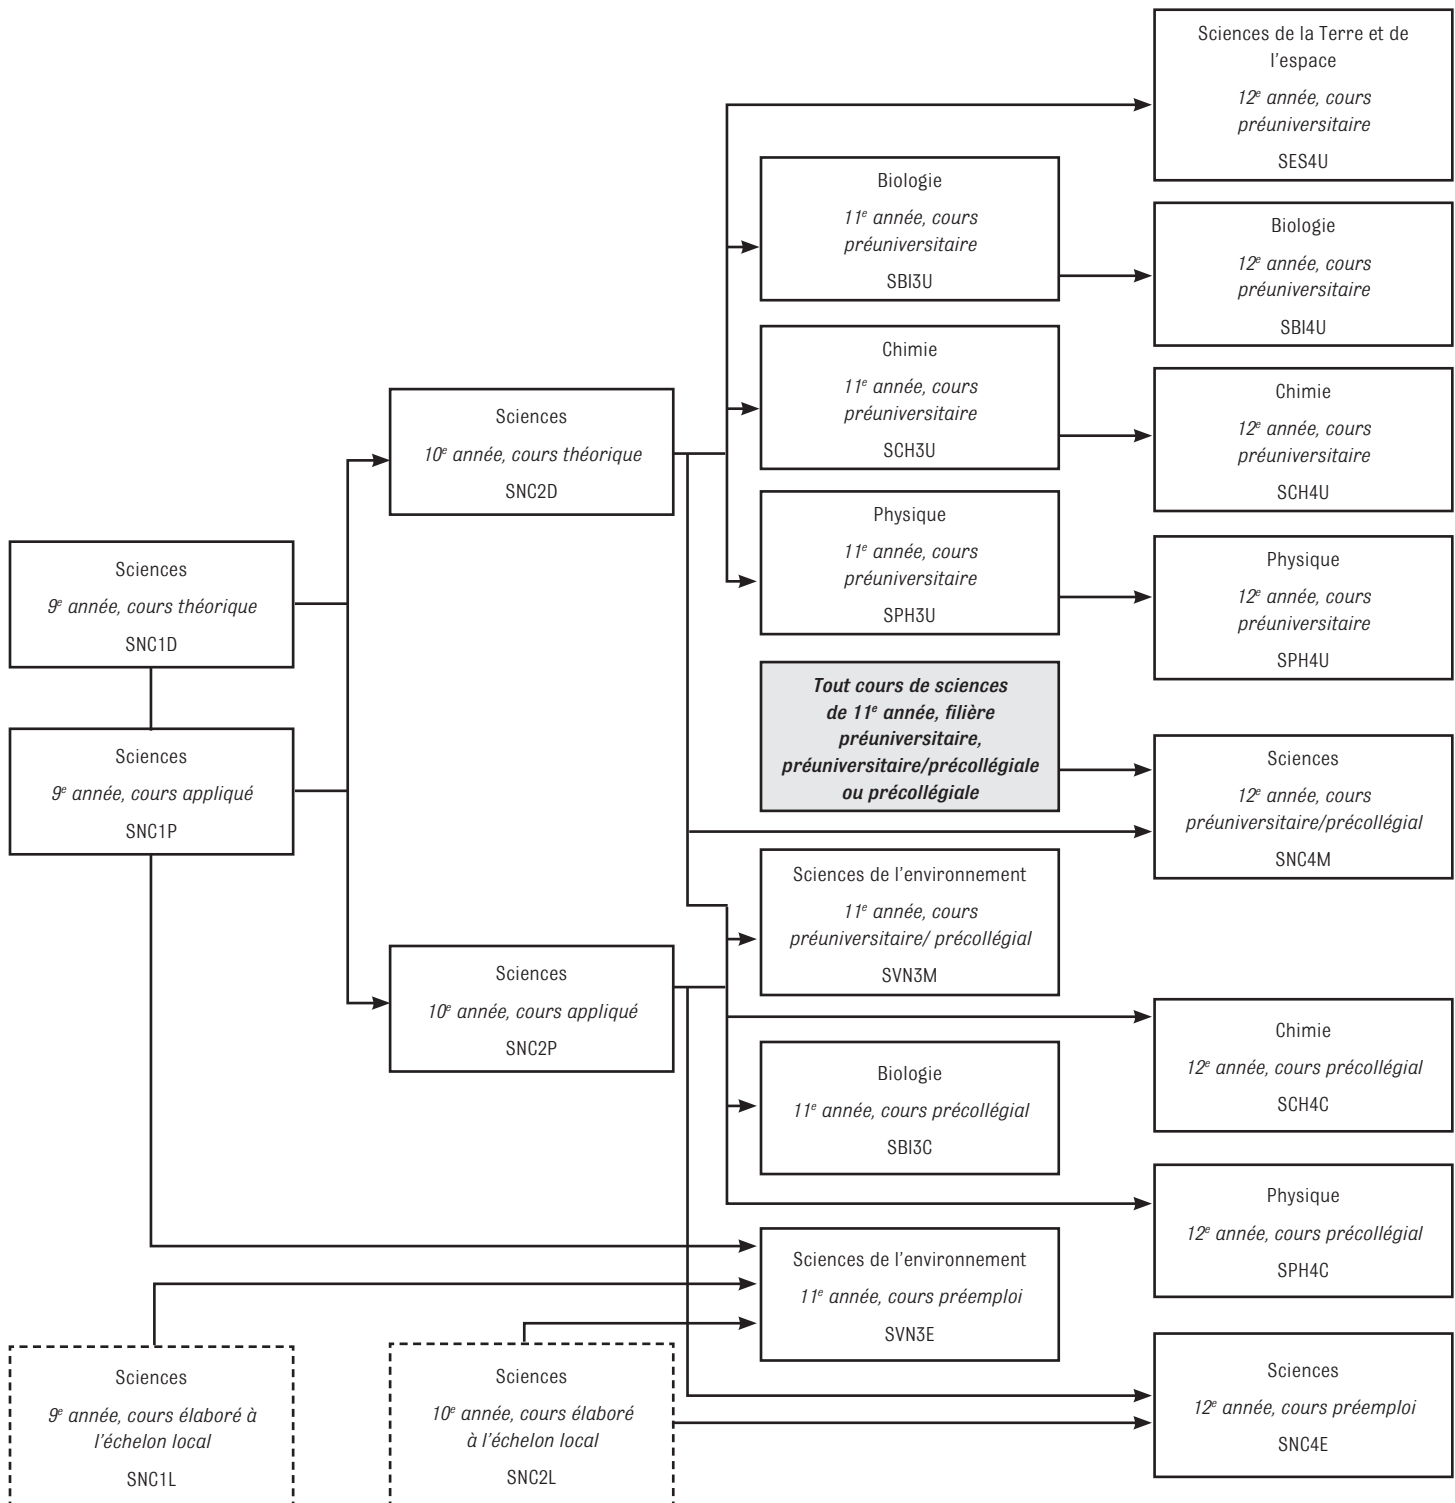 Sciences de la Terre et de
l'espace
12e année, cours
préuniversitaire
SES4U
Biologie
11e année, cours
préuniversitaire
SBI3U
Biologie
12e année, cours
préuniversitaire
SBI4U
Chimie
11e année, cours
préuniversitaire
SCH3U
Chimie
12e année, cours
préuniversitaire
SCH4U
Sciences
10e année, cours théorique
SNC2D
Physique
11e année, cours
préuniversitaire
SPH3U
Physique
12e année, cours
préuniversitaire
SPH4U
Sciences
9e année, cours théorique
SNC1D
Tout cours de sciences
de 11e année, filière
préuniversitaire,
préuniversitaire/précollégiale
ou précollégiale
Sciences
9e année, cours appliqué
SNC1P
Sciences
12e année, cours
préuniversitaire/précollégial
SNC4M
Sciences de l'environnement
11e année, cours
préuniversitaire/ précollégial
SVN3M
Sciences
10e année, cours appliqué
SNC2P
Chimie
12e année, cours précollégial
SCH4C
Biologie
11e année, cours précollégial
SBI3C
Physique
12e année, cours précollégial
SPH4C
Sciences de l'environnement
11e année, cours préemploi
SVN3E
Sciences
9e année, cours élaboré à
l'échelon local
SNC1L
Sciences
10e année, cours élaboré
à l'échelon local
SNC2L
Sciences
12e année, cours préemploi
SNC4E